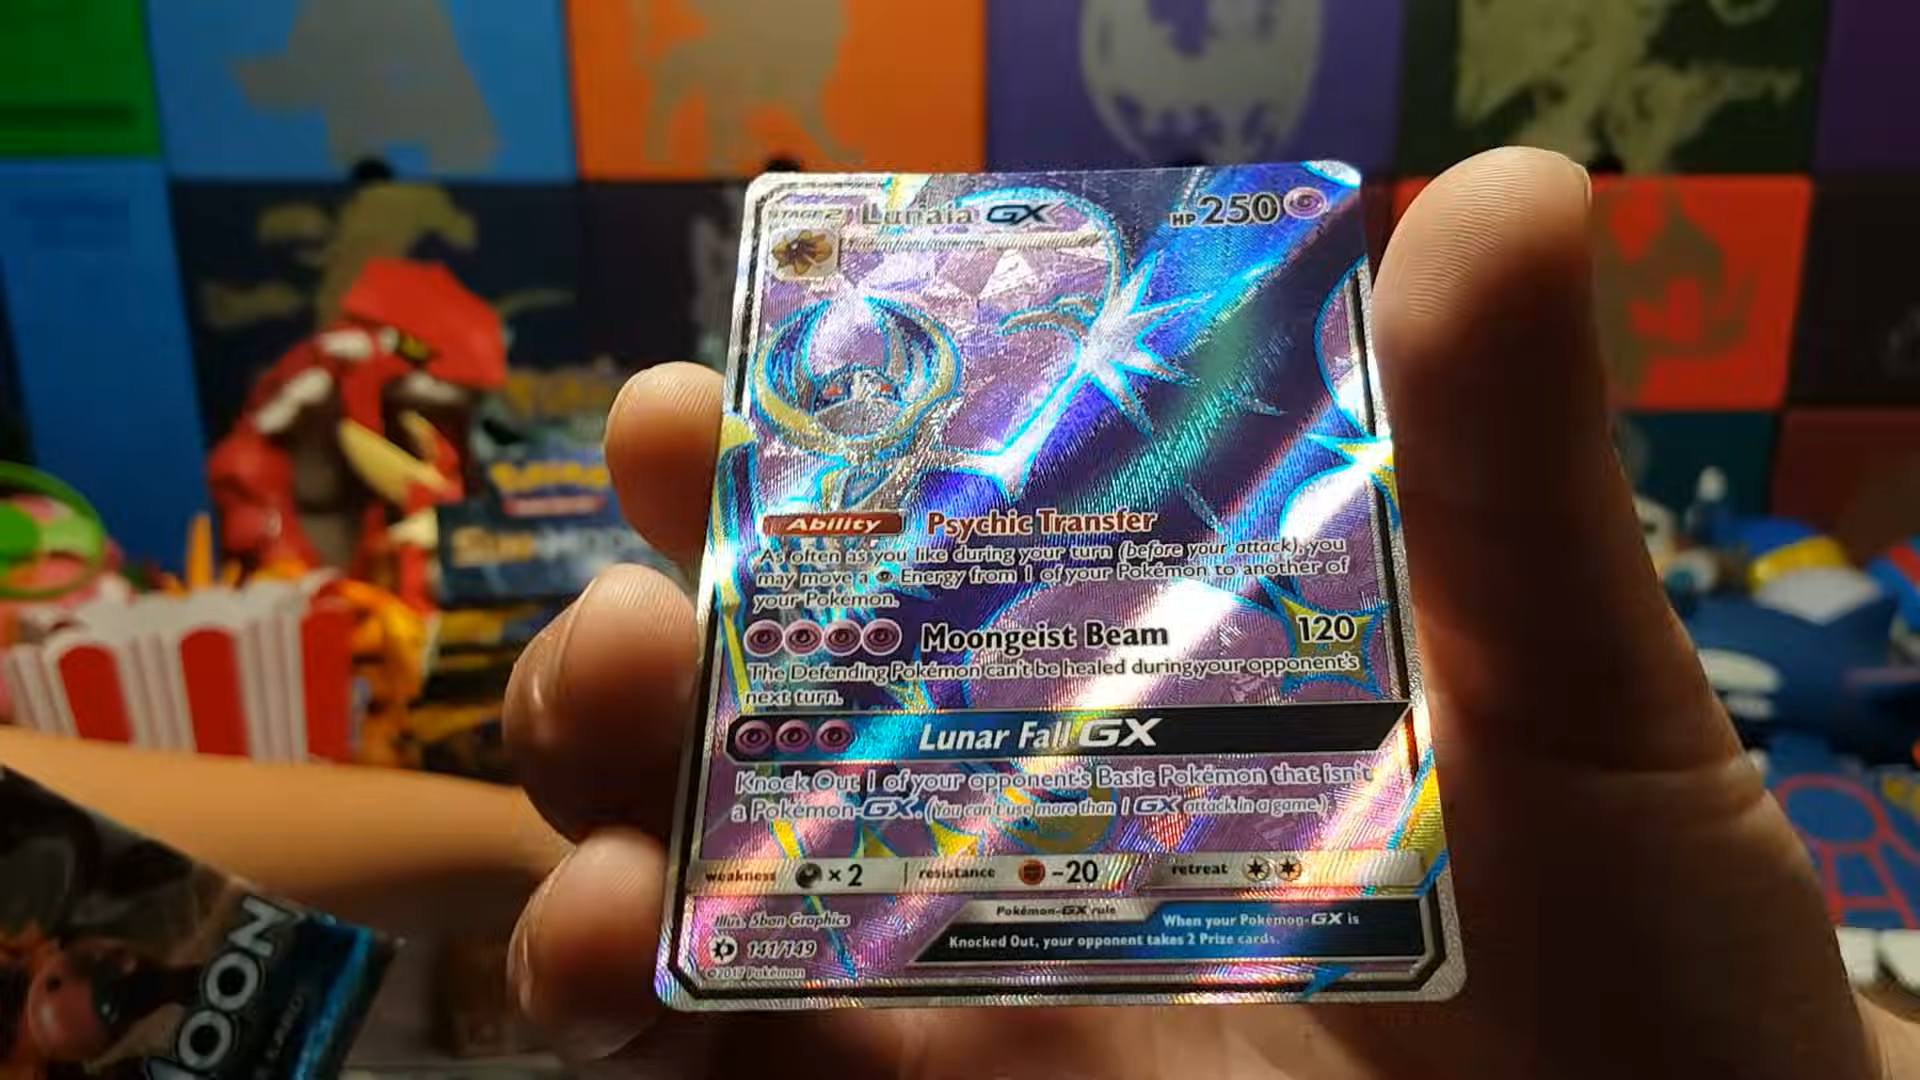 STAGE 2 Lunala GX HP 250
Ability Psychic Transfer
As often as you like during your turn (before your attack), you
may move a Energy from 1 of your Pokémon to another of
your Pokémon.
Moongeist Beam 120
The Defending Pokémon can't be healed during your opponent's
next turn.
Lunar Fall GX
Knock Out 1 of your opponent's Basic Pokémon that isn't
a Pokémon-GX. (You can't use more than 1 GX attack in a game.)
weakness ×2 resistance -20 retreat
Illus. 5ban Graphics
Pokémon-GX rule
When your Pokémon-GX is
Knocked Out, your opponent takes 2 Prize cards.
141/149
©2017 Pokémon
Pokémon
Sun
MOON